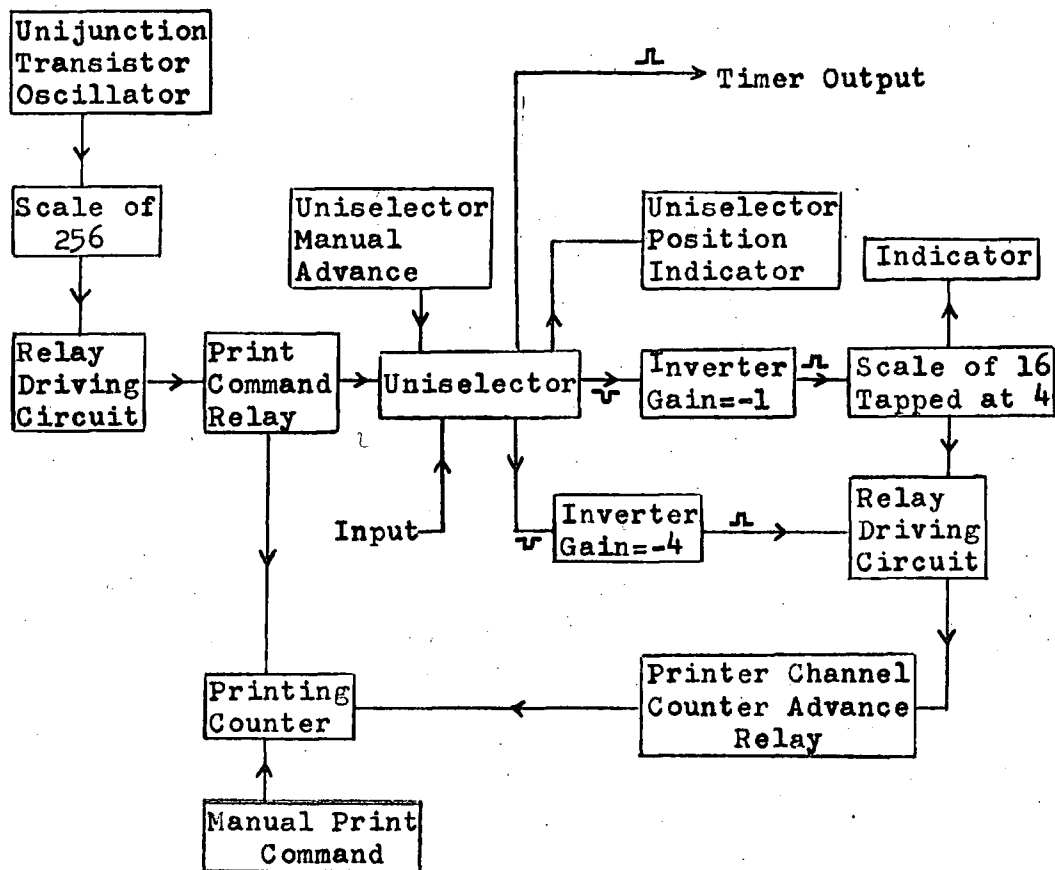 Unijunction
Transistor
Oscillator
Timer Output
Scale of
256
Uniselector
Manual
Advance
Uniselector
Position
Indicator
Indicator
Relay
Driving
Circuit
Print
Command
Relay
Uniselector
Inverter
Gain=-1
Scale of 16
Tapped at 4
Input
Inverter
Gain=-4
Relay
Driving
Circuit
Printing
Counter
Printer Channel
Counter Advance
Relay
Manual Print
Command